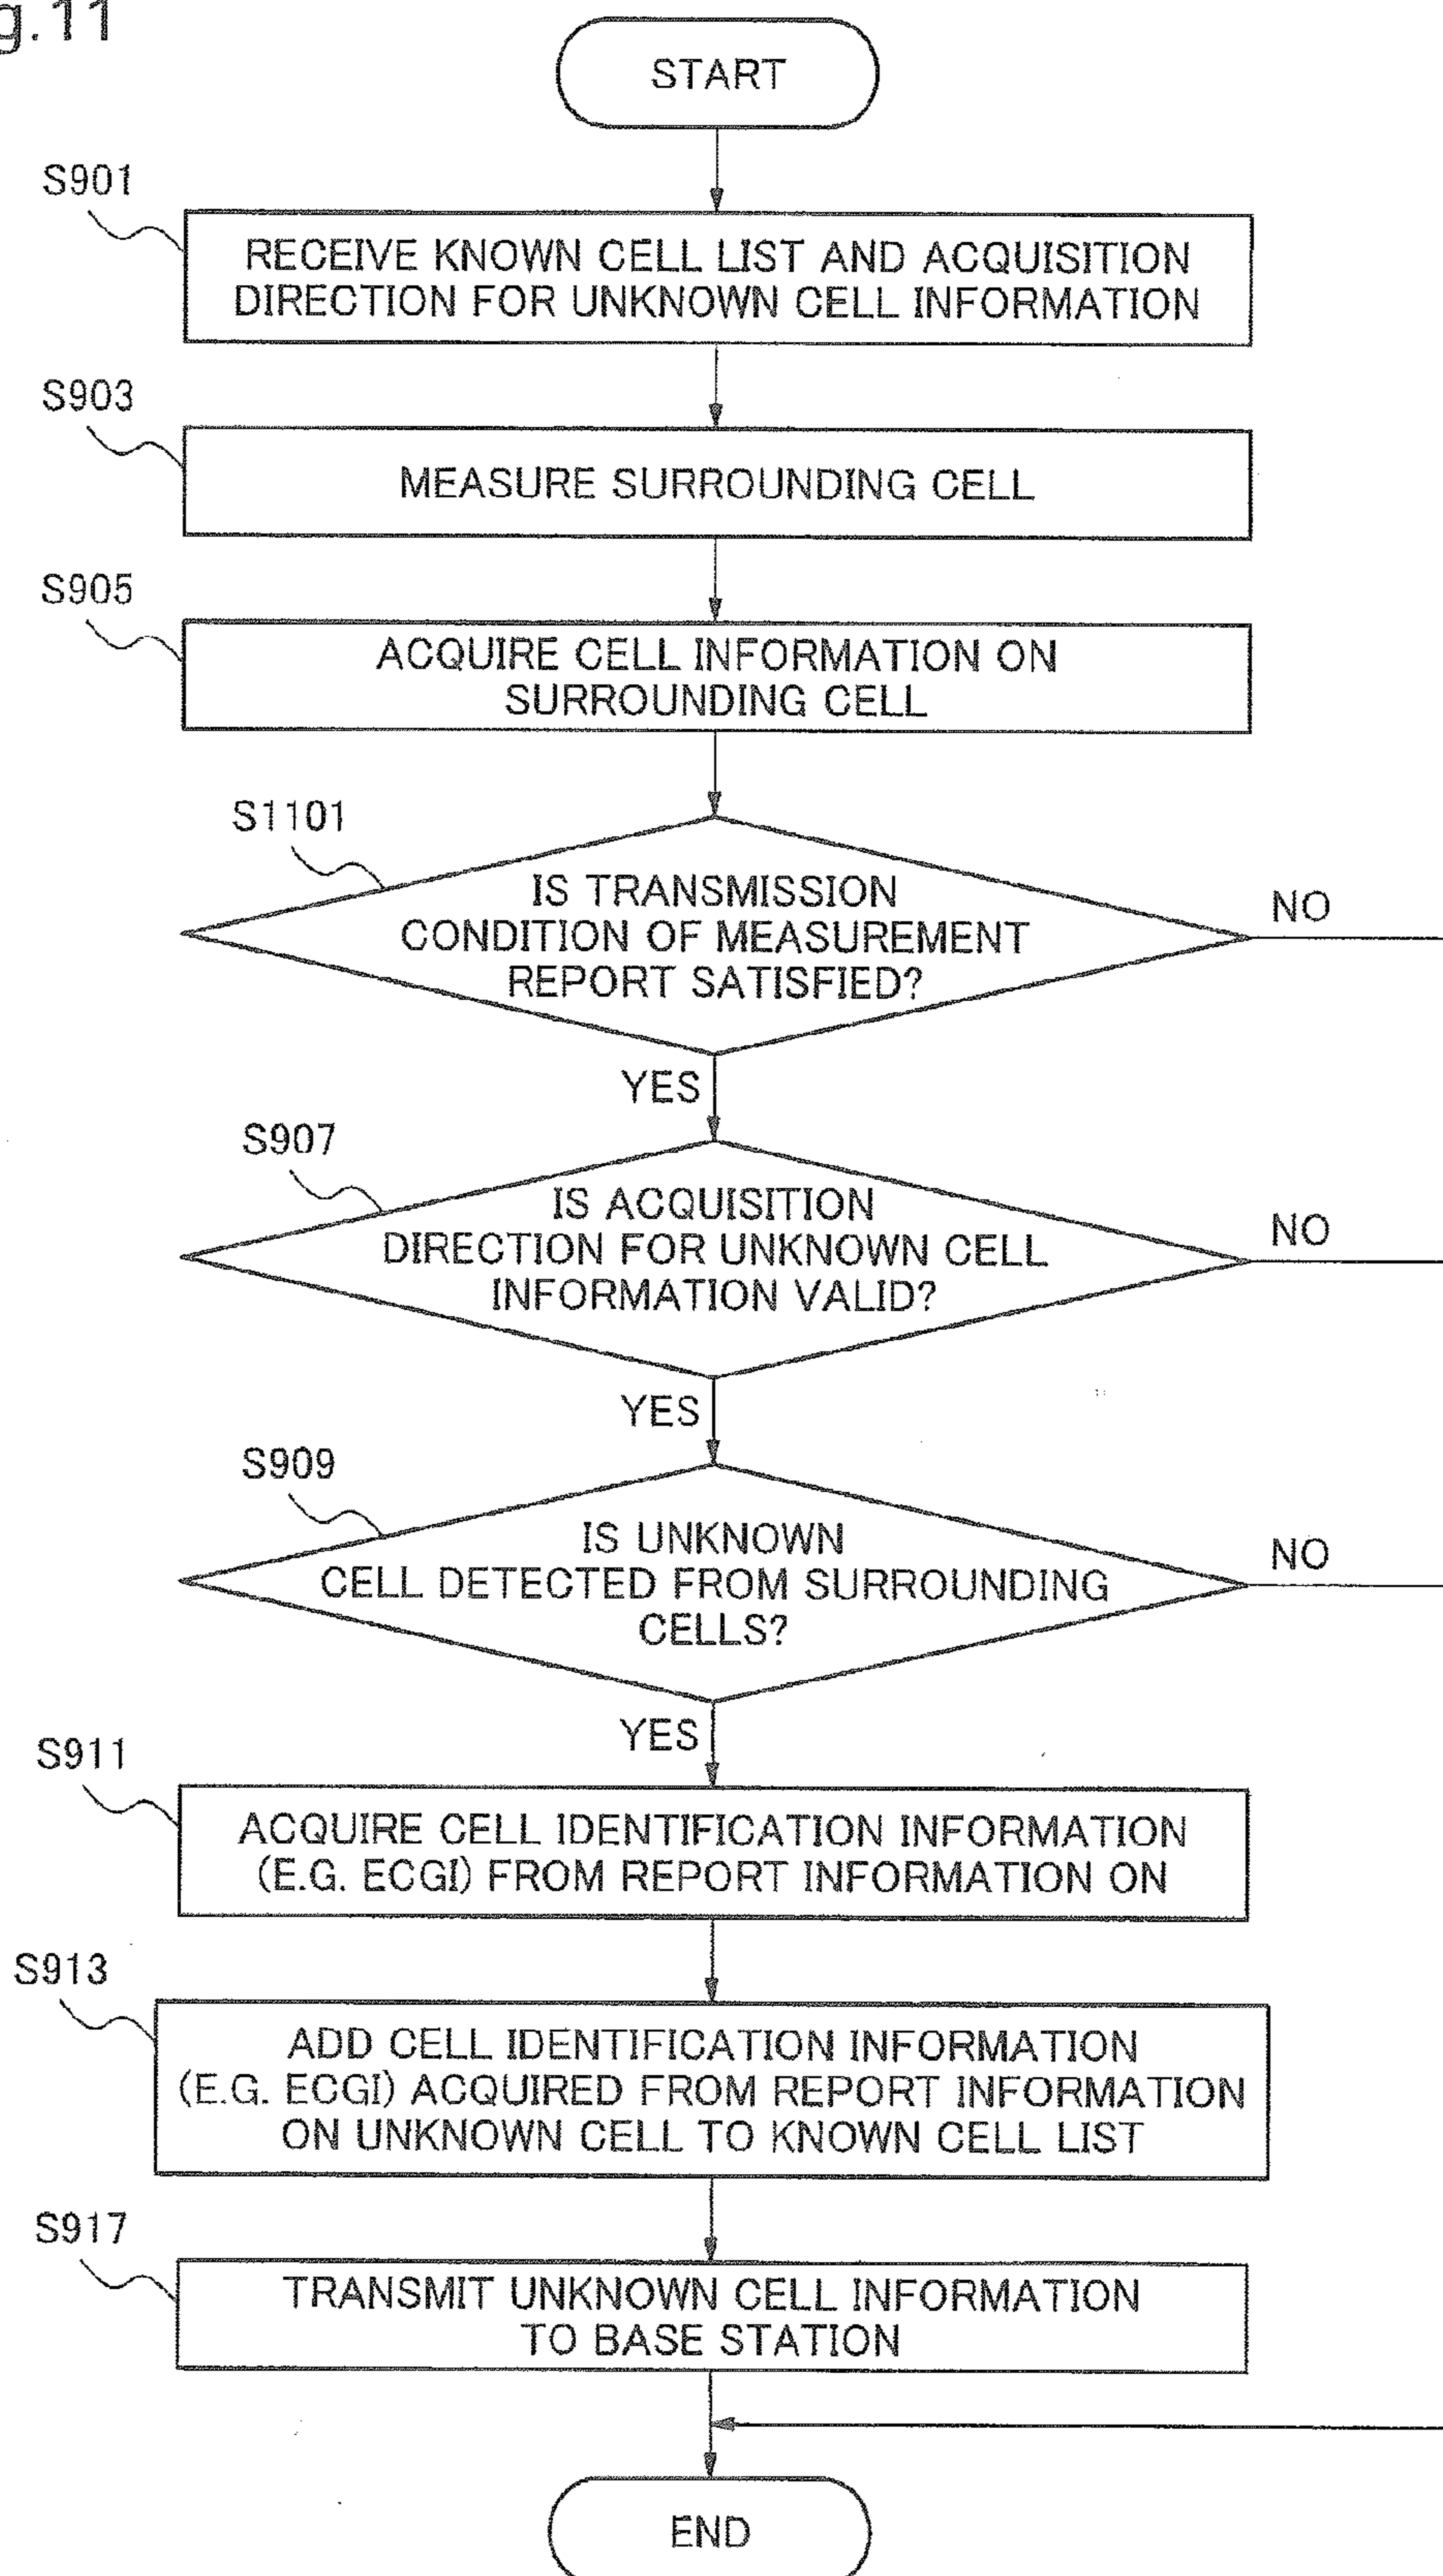 g.11
START
S901
RECEIVE KNOWN CELL LIST AND ACQUISITION
DIRECTION FOR UNKNOWN CELL INFORMATION
S903
MEASURE SURROUNDING CELL
S905
ACQUIRE CELL INFORMATION ON
SURROUNDING CELL
S1101
IS TRANSMISSION
CONDITION OF MEASUREMENT
REPORT SATISFIED?
NO
YES
S907
IS ACQUISITION
DIRECTION FOR UNKNOWN CELL
INFORMATION VALID?
NO
YES
S909
IS UNKNOWN
CELL DETECTED FROM SURROUNDING
CELLS?
NO
YES
S911
ACQUIRE CELL IDENTIFICATION INFORMATION
(E.G. ECGI) FROM REPORT INFORMATION ON
S913
ADD CELL IDENTIFICATION INFORMATION
(E.G. ECGI) ACQUIRED FROM REPORT INFORMATION
ON UNKNOWN CELL TO KNOWN CELL LIST
S917
TRANSMIT UNKNOWN CELL INFORMATION
TO BASE STATION
END